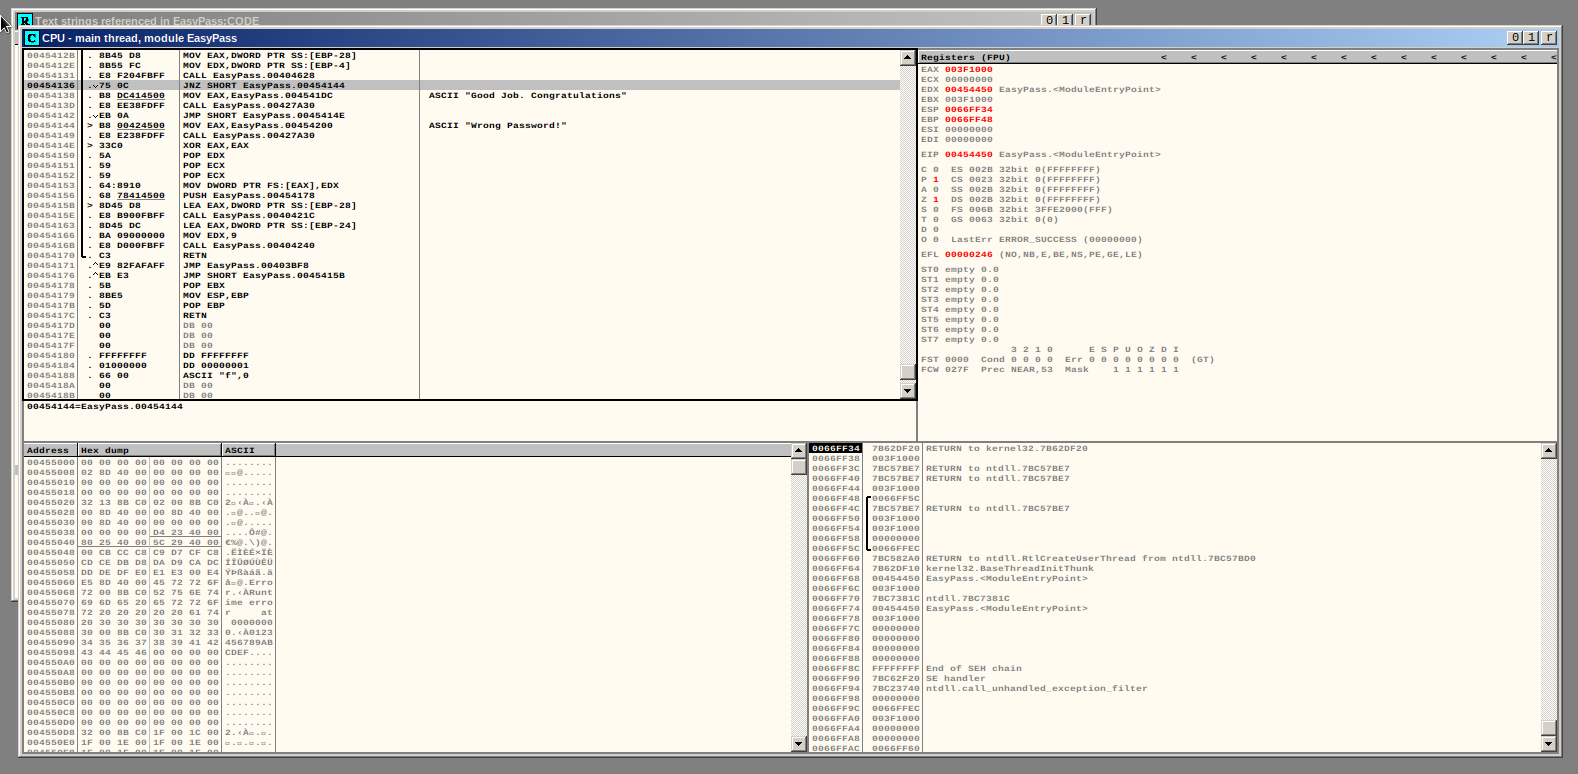 Text strings referenced in EasyPass:CODE
CPU - main thread, module EasyPass
0045412B . 8B45 D8 MOV EAX,DWORD PTR SS:[EBP-28]
0045412E . 8B55 FC MOV EDX,DWORD PTR SS:[EBP-4]
00454131 . E8 F204FBFF CALL EasyPass.00404628
00454136 .⌄75 0C JNZ SHORT EasyPass.00454144
00454138 . B8 DC414500 MOV EAX,EasyPass.004541DC ASCII "Good Job. Congratulations"
0045413D . E8 EE38FDFF CALL EasyPass.00427A30
00454142 .⌄EB 0A JMP SHORT EasyPass.0045414E
00454144 > B8 00424500 MOV EAX,EasyPass.00454200 ASCII "Wrong Password!"
00454149 . E8 E238FDFF CALL EasyPass.00427A30
0045414E > 33C0 XOR EAX,EAX
00454150 . 5A POP EDX
00454151 . 59 POP ECX
00454152 . 59 POP ECX
00454153 . 64:8910 MOV DWORD PTR FS:[EAX],EDX
00454156 . 68 78414500 PUSH EasyPass.00454178
0045415B > 8D45 D8 LEA EAX,DWORD PTR SS:[EBP-28]
0045415E . E8 B900FBFF CALL EasyPass.0040421C
00454163 . 8D45 DC LEA EAX,DWORD PTR SS:[EBP-24]
00454166 . BA 09000000 MOV EDX,9
0045416B . E8 D000FBFF CALL EasyPass.00404240
00454170 . C3 RETN
00454171 .^E9 82FAFAFF JMP EasyPass.00403BF8
00454176 .^EB E3 JMP SHORT EasyPass.0045415B
00454178 . 5B POP EBX
00454179 . 8BE5 MOV ESP,EBP
0045417B . 5D POP EBP
0045417C . C3 RETN
0045417D 00 DB 00
0045417E 00 DB 00
0045417F 00 DB 00
00454180 . FFFFFFFF DD FFFFFFFF
00454184 . 01000000 DD 00000001
00454188 . 66 00 ASCII "f",0
0045418A 00 DB 00
0045418B 00 DB 00
00454144=EasyPass.00454144
Registers (FPU) < < < < < < < < < < < < < <
EAX 003F1000
ECX 00000000
EDX 00454450 EasyPass.<ModuleEntryPoint>
EBX 003F1000
ESP 0066FF34
EBP 0066FF48
ESI 00000000
EDI 00000000
EIP 00454450 EasyPass.<ModuleEntryPoint>
C 0 ES 002B 32bit 0(FFFFFFFF)
P 1 CS 0023 32bit 0(FFFFFFFF)
A 0 SS 002B 32bit 0(FFFFFFFF)
Z 1 DS 002B 32bit 0(FFFFFFFF)
S 0 FS 006B 32bit 3FFE2000(FFF)
T 0 GS 0063 32bit 0(0)
D 0
O 0 LastErr ERROR_SUCCESS (00000000)
EFL 00000246 (NO,NB,E,BE,NS,PE,GE,LE)
ST0 empty 0.0
ST1 empty 0.0
ST2 empty 0.0
ST3 empty 0.0
ST4 empty 0.0
ST5 empty 0.0
ST6 empty 0.0
ST7 empty 0.0
3 2 1 0 E S P U O Z D I
FST 0000 Cond 0 0 0 0 Err 0 0 0 0 0 0 0 0 (GT)
FCW 027F Prec NEAR,53 Mask 1 1 1 1 1 1
Address Hex dump ASCII
00455000 00 00 00 00 00 00 00 00 ........
00455008 02 8D 40 00 00 00 00 00 ▫▫@.....
00455010 00 00 00 00 00 00 00 00 ........
00455018 00 00 00 00 00 00 00 00 ........
00455020 32 13 8B C0 02 00 8B C0 2▫‹À▫.‹À
00455028 00 8D 40 00 00 8D 40 00 .▫@..▫@.
00455030 00 8D 40 00 00 00 00 00 .▫@.....
00455038 00 00 00 00 D4 23 40 00 ....Ô#@.
00455040 80 25 40 00 5C 29 40 00 €%@.\)@.
00455048 00 CB CC C8 C9 D7 CF C8 .ËÌÈÉ×ÏÈ
00455050 CD CE DB D8 DA D9 CA DC ÍÎÛØÚÙÊÜ
00455058 DD DE DF E0 E1 E3 00 E4 ÝÞßàáã.ä
00455060 E5 8D 40 00 45 72 72 6F å▫@.Erro
00455068 72 00 8B C0 52 75 6E 74 r.‹ÀRunt
00455070 69 6D 65 20 65 72 72 6F ime erro
00455078 72 20 20 20 20 20 61 74 r at
00455080 20 30 30 30 30 30 30 30 0000000
00455088 30 00 8B C0 30 31 32 33 0.‹À0123
00455090 34 35 36 37 38 39 41 42 456789AB
00455098 43 44 45 46 00 00 00 00 CDEF....
004550A0 00 00 00 00 00 00 00 00 ........
004550A8 00 00 00 00 00 00 00 00 ........
004550B0 00 00 00 00 00 00 00 00 ........
004550B8 00 00 00 00 00 00 00 00 ........
004550C0 00 00 00 00 00 00 00 00 ........
004550C8 00 00 00 00 00 00 00 00 ........
004550D0 00 00 00 00 00 00 00 00 ........
004550D8 32 00 8B C0 1F 00 1C 00 2.‹À▫.▫.
004550E0 1F 00 1E 00 1F 00 1E 00 ▫.▫.▫.▫.
0066FF34 7B62DF20 RETURN to kernel32.7B62DF20
0066FF38 003F1000
0066FF3C 7BC57BE7 RETURN to ntdll.7BC57BE7
0066FF40 7BC57BE7 RETURN to ntdll.7BC57BE7
0066FF44 003F1000
0066FF48 0066FF5C
0066FF4C 7BC57BE7 RETURN to ntdll.7BC57BE7
0066FF50 003F1000
0066FF54 003F1000
0066FF58 00000000
0066FF5C 0066FFEC
0066FF60 7BC582A0 RETURN to ntdll.RtlCreateUserThread from ntdll.7BC57BD0
0066FF64 7B62DF10 kernel32.BaseThreadInitThunk
0066FF68 00454450 EasyPass.<ModuleEntryPoint>
0066FF6C 003F1000
0066FF70 7BC7381C ntdll.7BC7381C
0066FF74 00454450 EasyPass.<ModuleEntryPoint>
0066FF78 003F1000
0066FF7C 00000000
0066FF80 00000000
0066FF84 00000000
0066FF88 00000000
0066FF8C FFFFFFFF End of SEH chain
0066FF90 7BC62F20 SE handler
0066FF94 7BC23740 ntdll.call_unhandled_exception_filter
0066FF98 00000000
0066FF9C 0066FFEC
0066FFA0 003F1000
0066FFA4 00000000
0066FFA8 00000000
0066FFAC 0066FF60